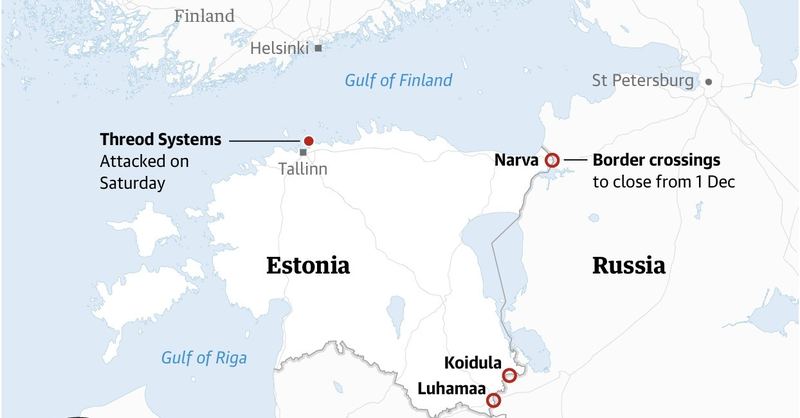 Finland
Helsinki
Gulf of Finland
St Petersburg
Threod Systems
Attacked on
Saturday
Tallinn
Narva
Border crossings
to close from 1 Dec
Estonia
Russia
Gulf of Riga
Koidula
Luhamaa